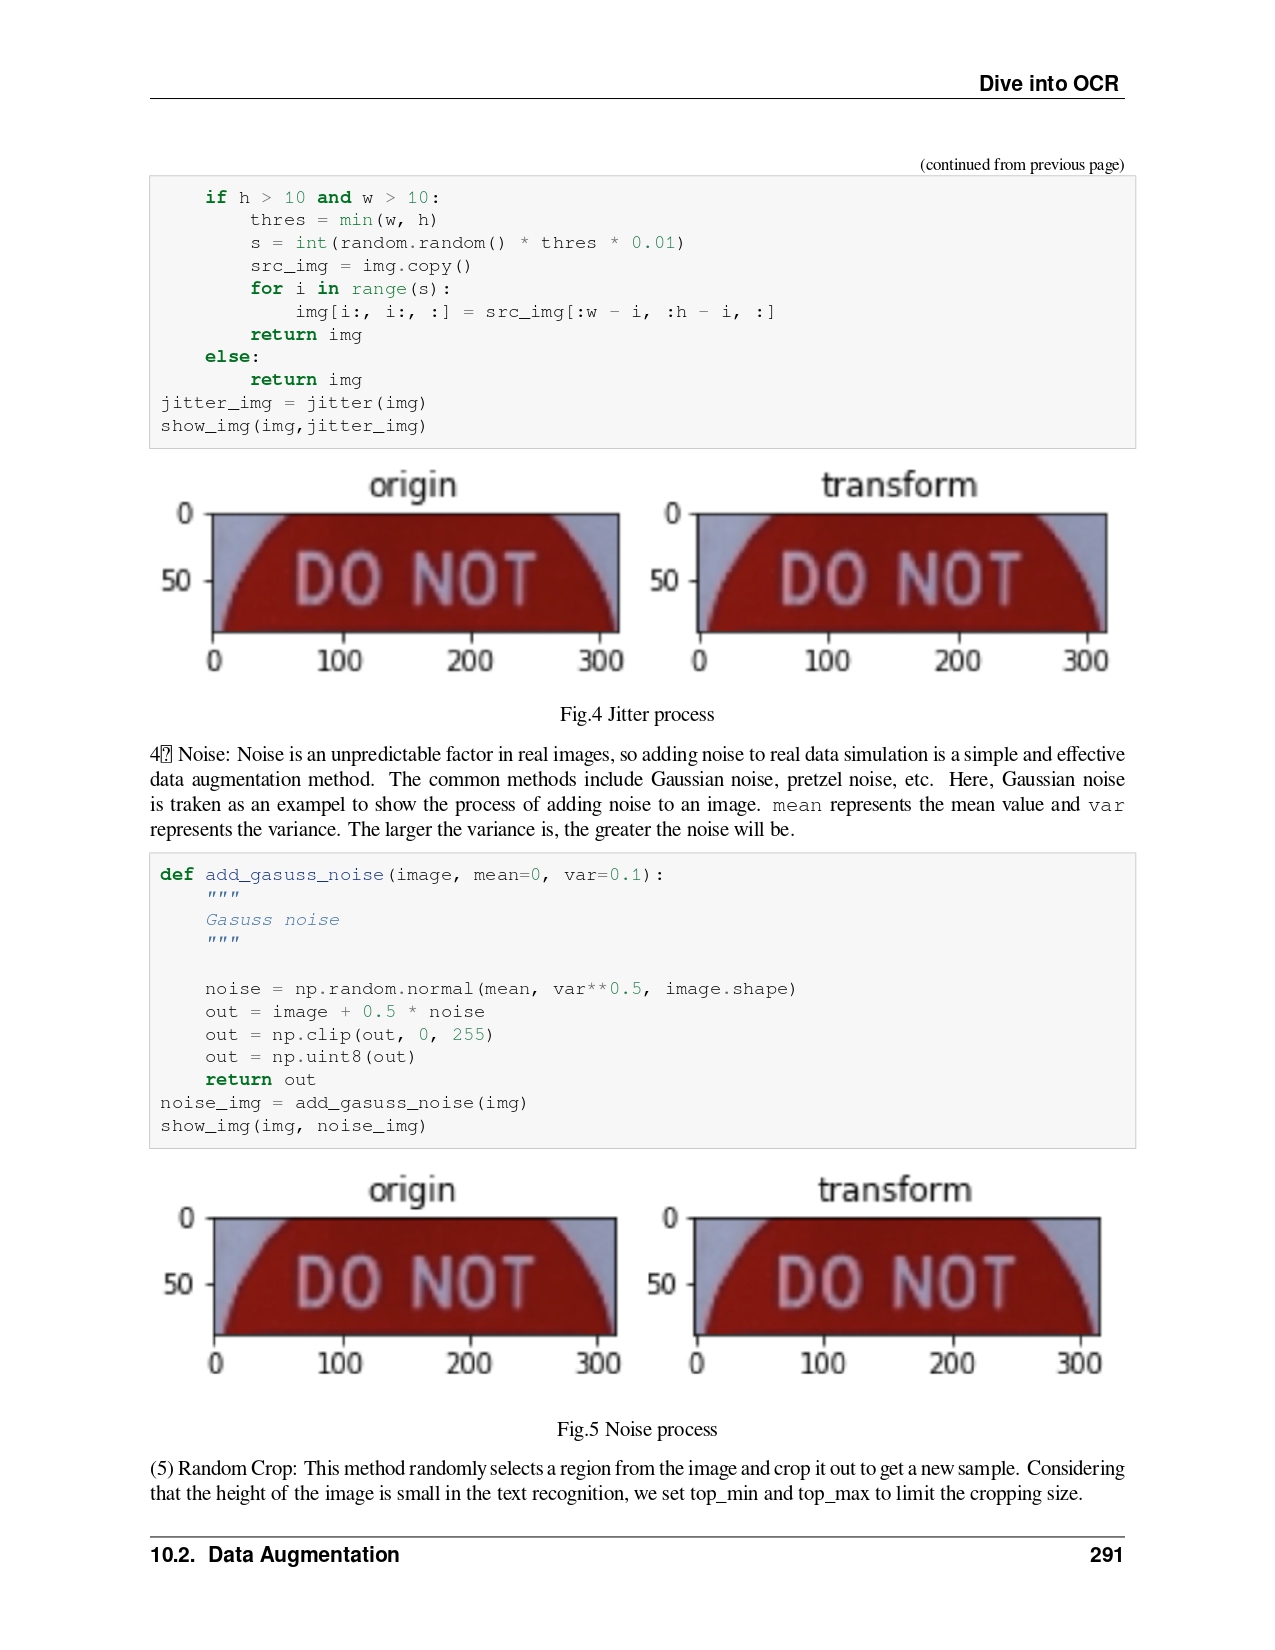 Dive into OCR
(continued from previous page)
if h > 10 and w > 10:
thres = min(w, h)
s = int(random.random() * thres * 0.01)
src_img = img.copy()
for i in range(s):
img[i:, i:, :] = src_img[:w - i, :h - i, :]
return img
else:
return img
jitter_img = jitter(img)
show_img(img,jitter_img)
origin transform
0 0
DO NOT DO NOT
50 50
0 100 200 300 0 100 200 300
Fig.4 Jitter process
4� Noise: Noise is an unpredictable factor in real images, so adding noise to real data simulation is a simple and effective
data augmentation method. The common methods include Gaussian noise, pretzel noise, etc. Here, Gaussian noise
is traken as an exampel to show the process of adding noise to an image. mean represents the mean value and var
represents the variance. The larger the variance is, the greater the noise will be.
def add_gasuss_noise(image, mean=0, var=0.1):
"""
Gasuss noise
"""
noise = np.random.normal(mean, var**0.5, image.shape)
out = image + 0.5 * noise
out = np.clip(out, 0, 255)
out = np.uint8(out)
return out
noise_img = add_gasuss_noise(img)
show_img(img, noise_img)
origin transform
0 0
DO NOT DO NOT
50 50
0 100 200 300 0 100 200 300
Fig.5 Noise process
(5) Random Crop: This method randomly selects a region from the image and crop it out to get a new sample. Considering
that the height of the image is small in the text recognition, we set top_min and top_max to limit the cropping size.
10.2. Data Augmentation 291